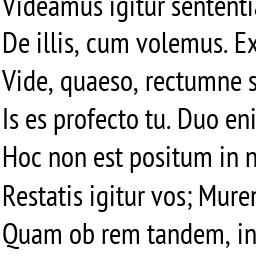 Videamus igitur sententi
De illis, cum volemus. Ex
Vide, quaeso, rectumne s
Is es profecto tu. Duo eni
Hoc non est positum in n
Restatis igitur vos; Murer
Quam ob rem tandem, in